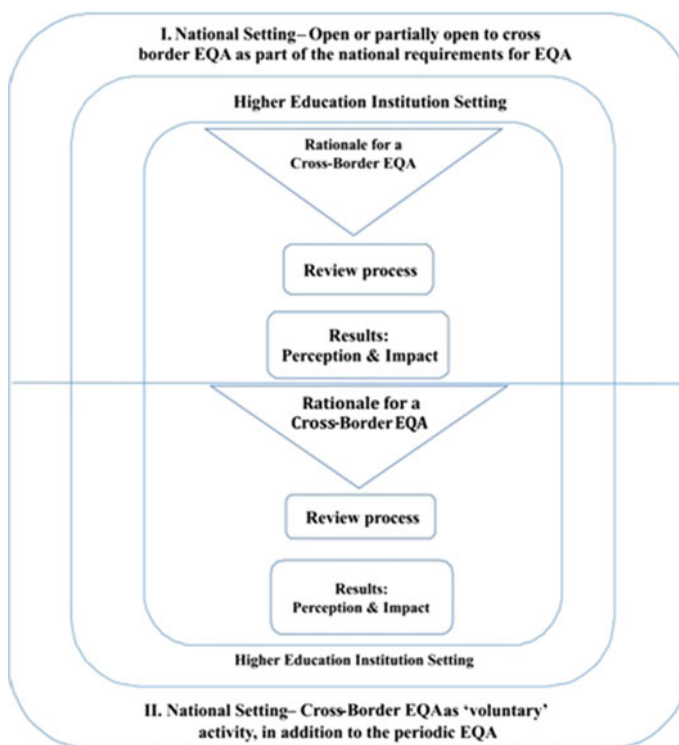 I. National Setting– Open or partially open to cross
border EQA as part of the national requirements for EQA
Higher Education Institution Setting
Rationale for a
Cross-Border EQA
Review process
Results:
Perception & Impact
Rationale for a
Cross-Border EQA
Review process
Results:
Perception & Impact
Higher Education Institution Setting
II. National Setting– Cross-Border EQAas ‘voluntary’
activity, in addition to the periodic EQA